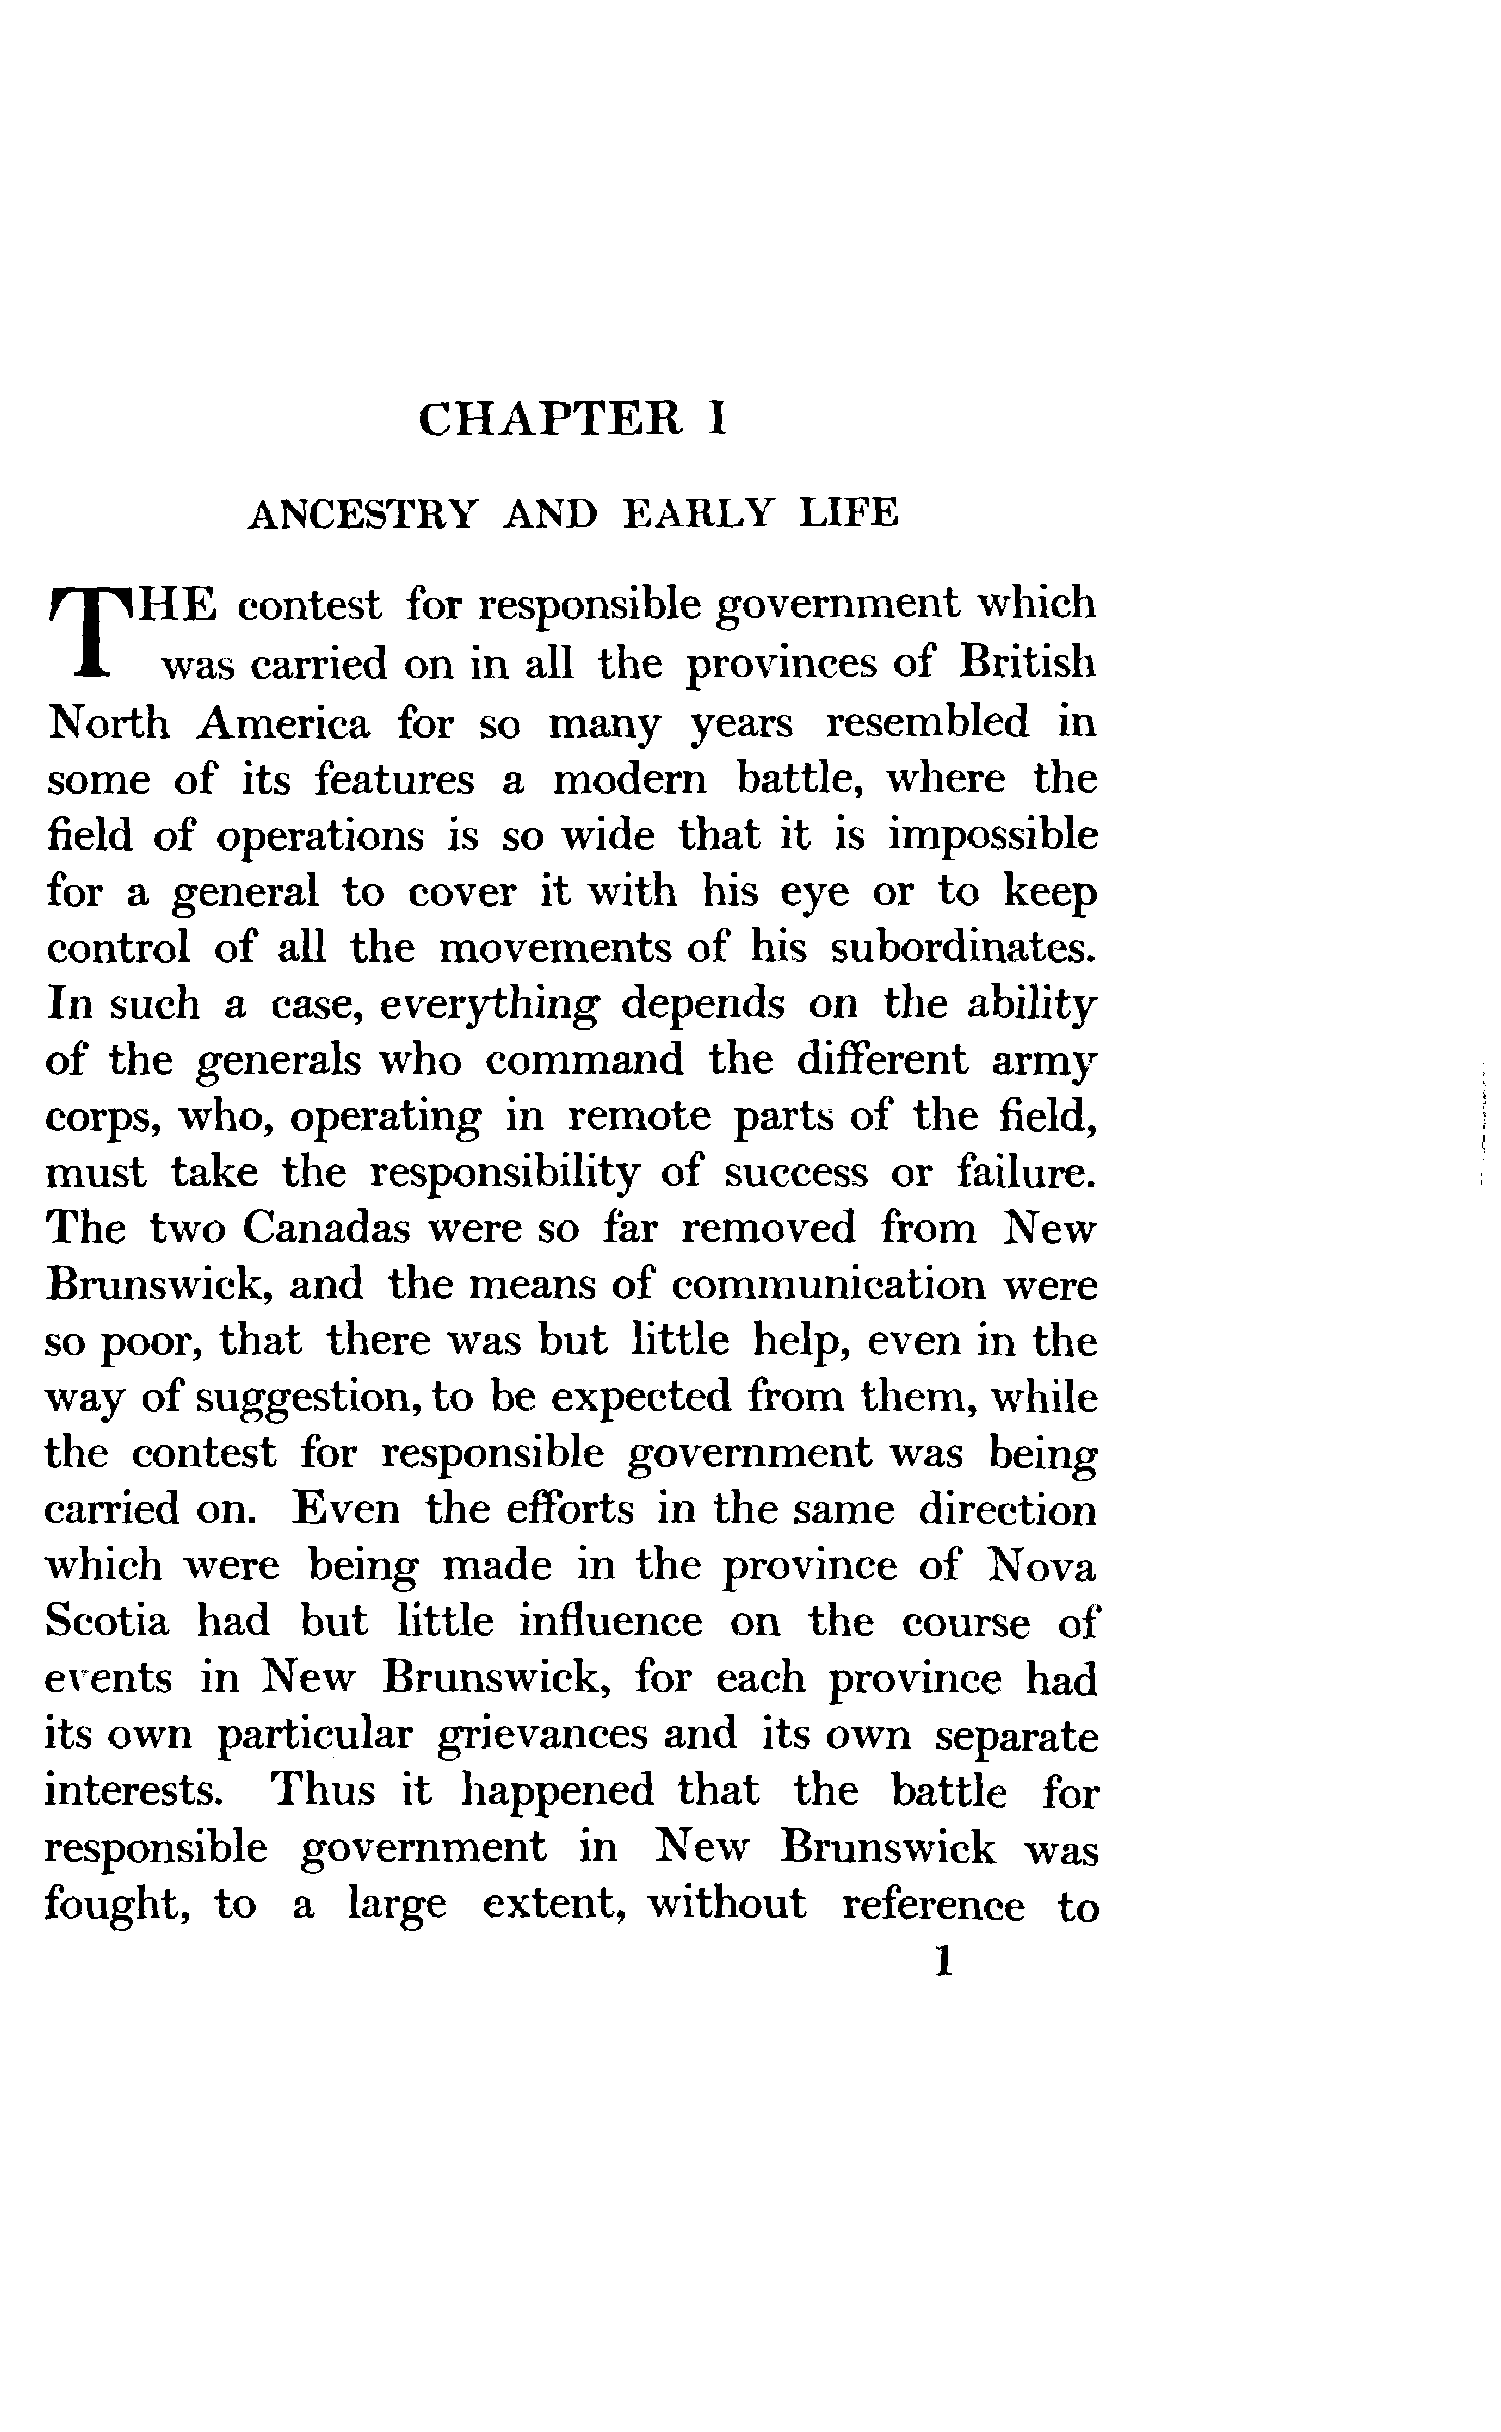 CHAPTER I
ANCESTRY AND EARLY LIFE
THE contest for responsible government which
was carried on in all the provinces of British
North America for so many years resembled in
some of its features a modern battle, where the
field of operations is so wide that it is impossible
for a general to cover it with his eye or to keep
control of all the movements of his subordinates.
In such a case, everything depends on the ability
of the generals who command the different army
corps, who, operating in remote parts of the field,
must take the responsibility of success or failure.
The two Canadas were so far removed from New
Brunswick, and the means of communication were
so poor, that there was but little help, even in the
way of suggestion, to be expected from them, while
the contest for responsible government was being
carried on. Even the efforts in the same direction
which were being made in the province of Nova
Scotia had but little influence on the course of
events in New Brunswick, for each province had
its own particular grievances and its own separate
interests. Thus it happened that the battle for
responsible government in New Brunswick was
fought, to a large extent, without reference to
1